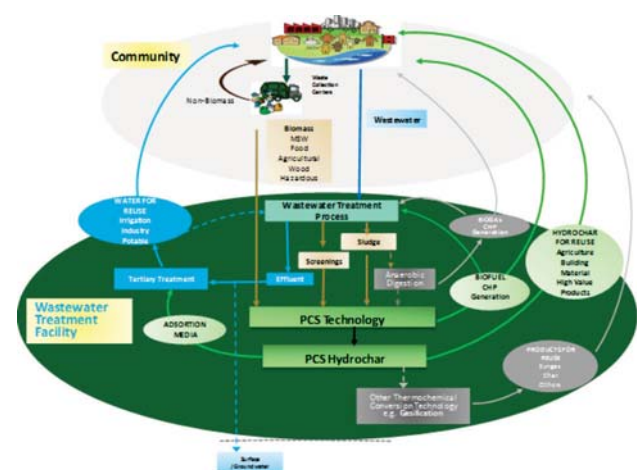 Community
Waste
Collection
Centers
Non-Biomass
Wastewater
Biomass
MSW
Food
Agricultural
Wood
Hazardous
WATER FOR
REUSE
Irrigation
Industry
Potable
Wastewater Treatment
Process
BIOGAS
CHP
Generation
HYDROCHAR
FOR REUSE
Agriculture
Building
Material
High Value
Products
Sludge
Screenings
Tertiary Treatment
Effluent
Anaerobic
Digestion
BIOFUEL
CHP
Generation
Wastewater
Treatment
Facility
ADSORTION
MEDIA
PCS Technology
PCS Hydrochar
PRODUCTS FOR
REUSE
Syngas
Char
Others
Other Thermochemical
Conversion Technology
e.g. Gasification
Surface
/Groundwater